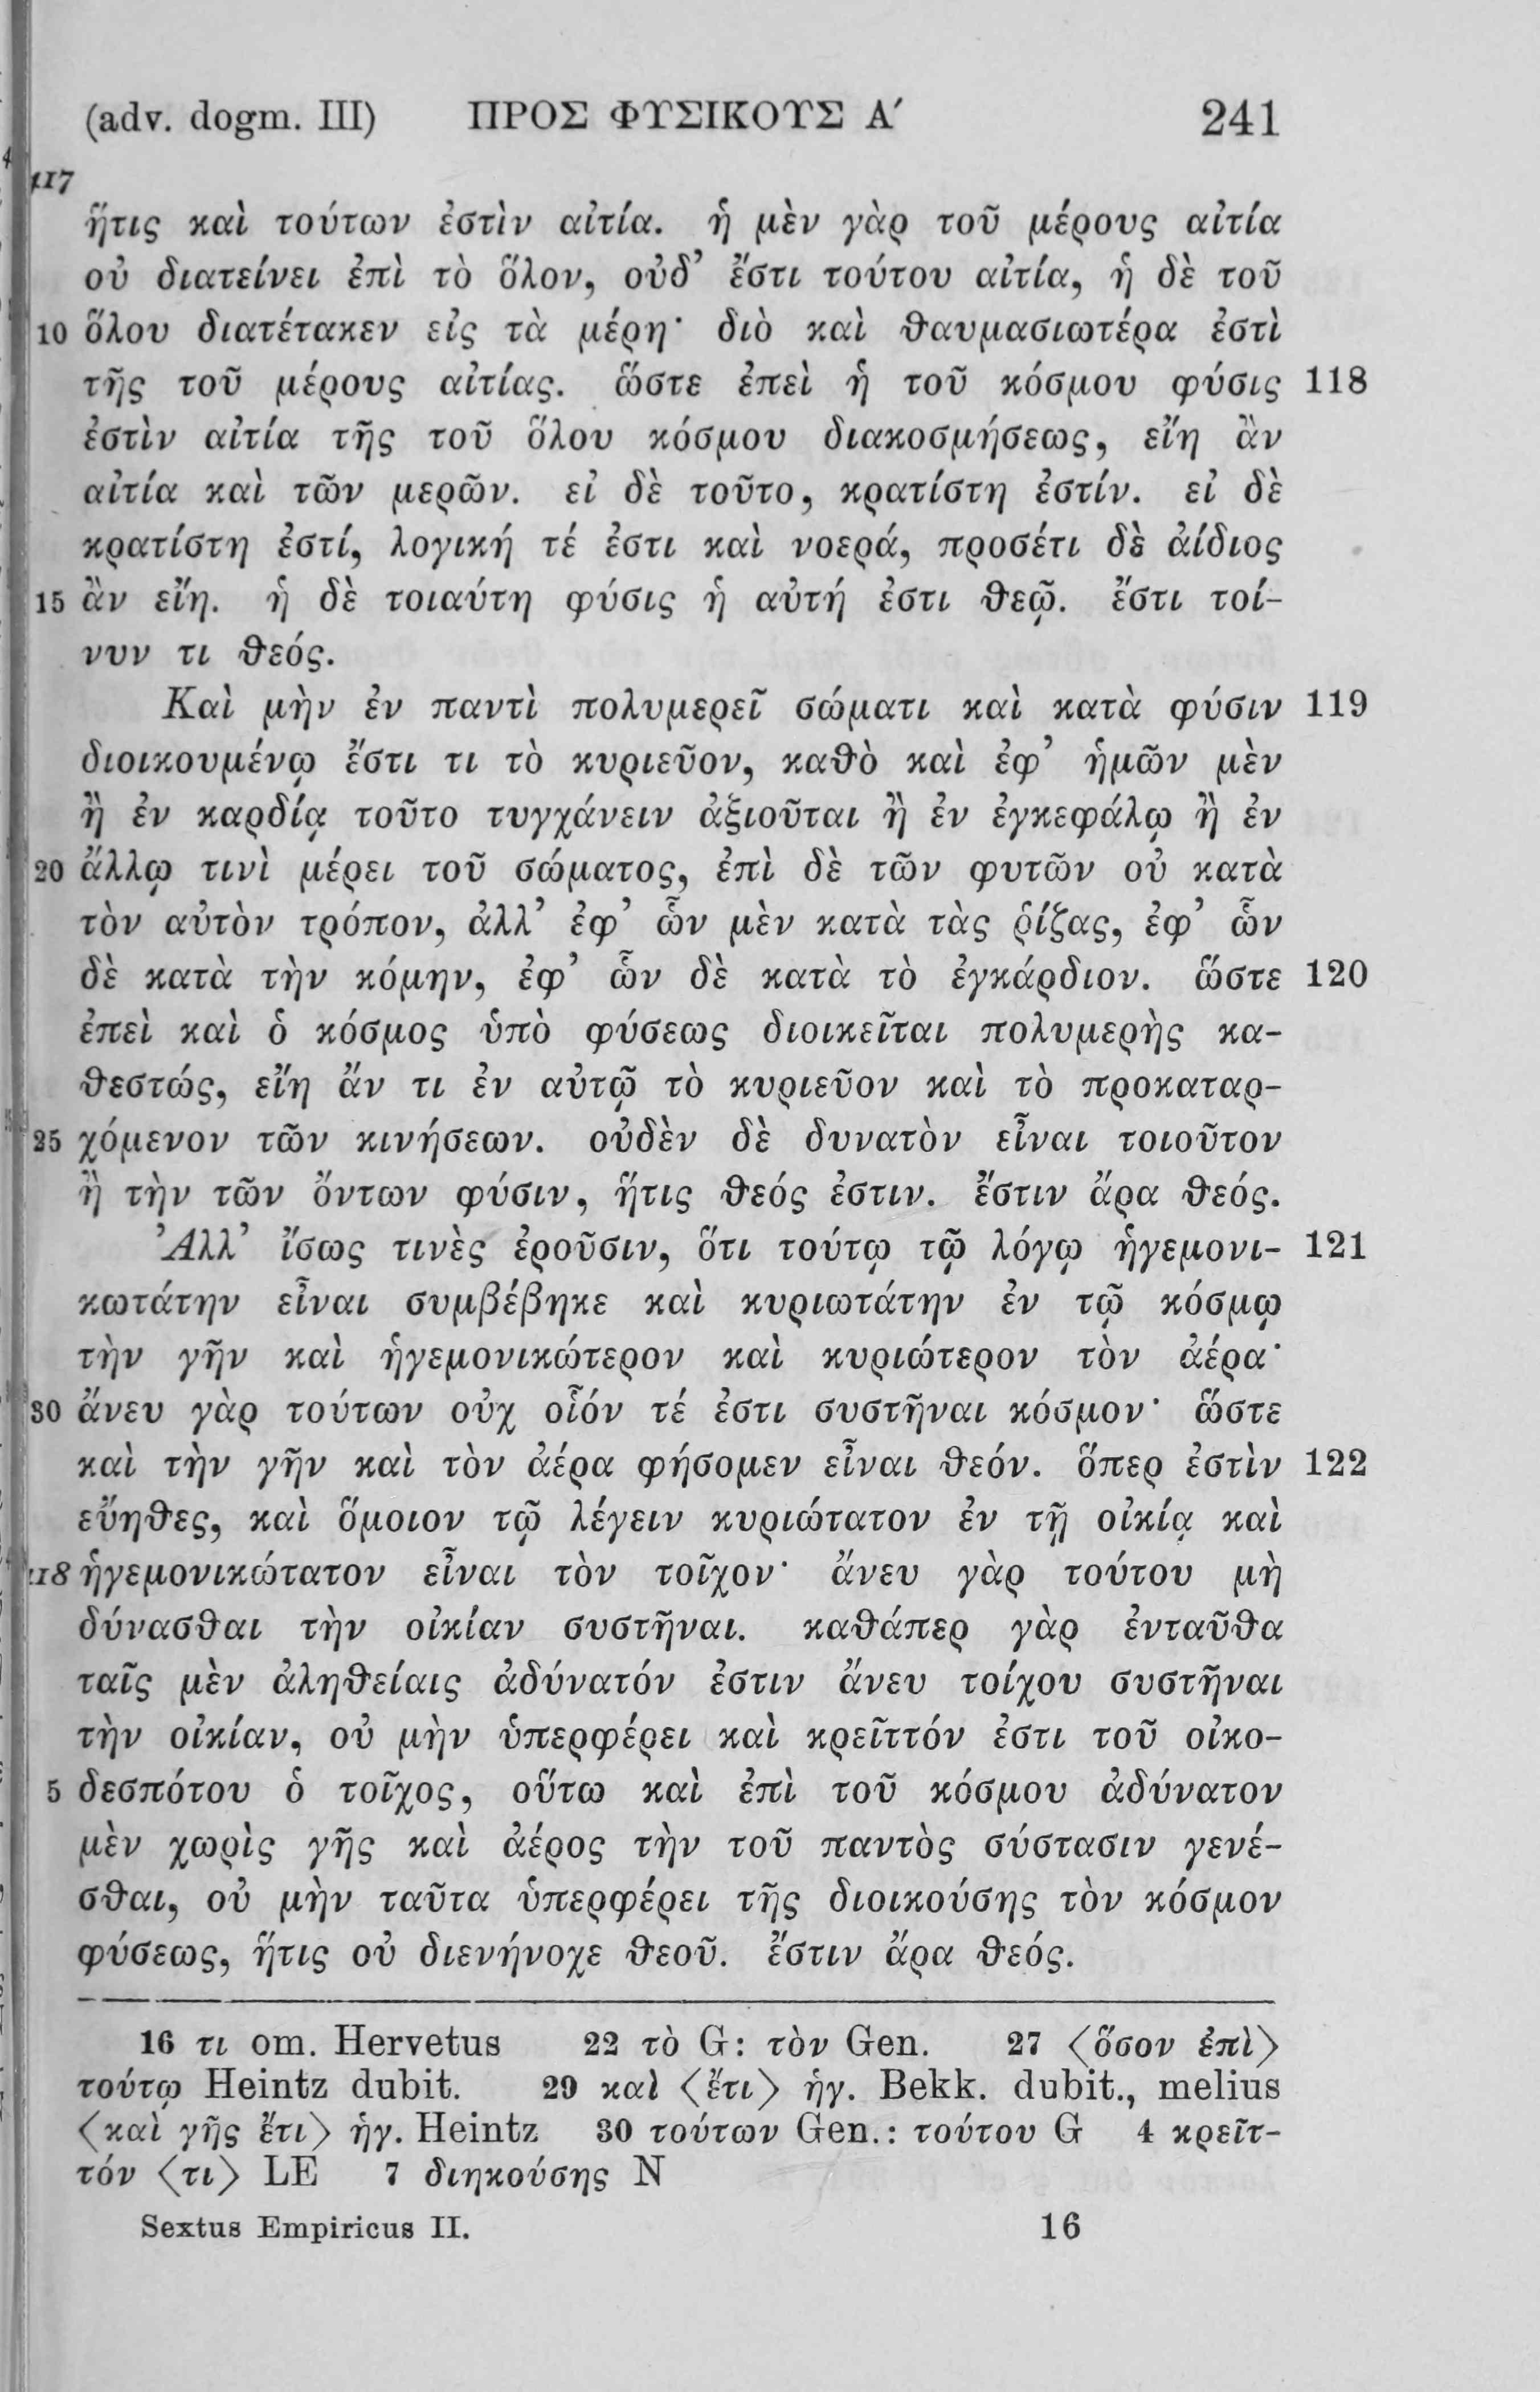 (adv. dogm. III) ΠΡΟΣ ΦΥΣΙΚΟΥΣ Α′ 241
117
ἥτις καὶ τούτων ἐστὶν αἰτία. ἡ μὲν γὰρ τοῦ μέρους αἰτία
οὐ διατείνει ἐπὶ τὸ ὅλον, οὐδ’ ἔστι τούτου αἰτία, ἡ δὲ τοῦ
10 ὅλου διατέτακεν εἰς τὰ μέρη· διὸ καὶ θαυμασιωτέρα ἐστὶ
τῆς τοῦ μέρους αἰτίας. ὥστε ἐπεὶ ἡ τοῦ κόσμου φύσις 118
ἐστὶν αἰτία τῆς τοῦ ὅλου κόσμου διακοσμήσεως, εἴη ἂν
αἰτία καὶ τῶν μερῶν. εἰ δὲ τοῦτο, κρατίστη ἐστίν. εἰ δὲ
κρατίστη ἐστί, λογική τέ ἐστι καὶ νοερά, προσέτι δὲ ἀίδιος
15 ἂν εἴη. ἡ δὲ τοιαύτη φύσις ἡ αὐτή ἐστι θεῷ. ἔστι τοί-
νυν τι θεός.
Καὶ μὴν ἐν παντὶ πολυμερεῖ σώματι καὶ κατὰ φύσιν 119
διοικουμένῳ ἔστι τι τὸ κυριεῦον, καθὸ καὶ ἐφ’ ἡμῶν μὲν
ἢ ἐν καρδίᾳ τοῦτο τυγχάνειν ἀξιοῦται ἢ ἐν ἐγκεφάλῳ ἢ ἐν
20 ἄλλῳ τινὶ μέρει τοῦ σώματος, ἐπὶ δὲ τῶν φυτῶν οὐ κατὰ
τὸν αὐτὸν τρόπον, ἀλλ’ ἐφ’ ὧν μὲν κατὰ τὰς ῥίζας, ἐφ’ ὧν
δὲ κατὰ τὴν κόμην, ἐφ’ ὧν δὲ κατὰ τὸ ἐγκάρδιον. ὥστε 120
ἐπεὶ καὶ ὁ κόσμος ὑπὸ φύσεως διοικεῖται πολυμερὴς κα-
θεστώς, εἴη ἄν τι ἐν αὐτῷ τὸ κυριεῦον καὶ τὸ προκαταρ-
25 χόμενον τῶν κινήσεων. οὐδὲν δὲ δυνατὸν εἶναι τοιοῦτον
ἢ τὴν τῶν ὄντων φύσιν, ἥτις θεός ἐστιν. ἔστιν ἄρα θεός.
Ἀλλ’ ἴσως τινὲς ἐροῦσιν, ὅτι τούτῳ τῷ λόγῳ ἡγεμονι- 121
κωτάτην εἶναι συμβέβηκε καὶ κυριωτάτην ἐν τῷ κόσμῳ
τὴν γῆν καὶ ἡγεμονικώτερον καὶ κυριώτερον τὸν ἀέρα·
30 ἄνευ γὰρ τούτων οὐχ οἷόν τέ ἐστι συστῆναι κόσμον· ὥστε
καὶ τὴν γῆν καὶ τὸν ἀέρα φήσομεν εἶναι θεόν. ὅπερ ἐστὶν 122
εὔηθες, καὶ ὅμοιον τῷ λέγειν κυριώτατον ἐν τῇ οἰκίᾳ καὶ
118 ἡγεμονικώτατον εἶναι τὸν τοῖχον· ἄνευ γὰρ τούτου μὴ
δύνασθαι τὴν οἰκίαν συστῆναι. καθάπερ γὰρ ἐνταῦθα
ταῖς μὲν ἀληθείαις ἀδύνατόν ἐστιν ἄνευ τοίχου συστῆναι
τὴν οἰκίαν, οὐ μὴν ὑπερφέρει καὶ κρεῖττόν ἐστι τοῦ οἰκο-
5 δεσπότου ὁ τοῖχος, οὕτω καὶ ἐπὶ τοῦ κόσμου ἀδύνατον
μὲν χωρὶς γῆς καὶ ἀέρος τὴν τοῦ παντὸς σύστασιν γενέ-
σθαι, οὐ μὴν ταῦτα ὑπερφέρει τῆς διοικούσης τὸν κόσμον
φύσεως, ἥτις οὐ διενήνοχε θεοῦ. ἔστιν ἄρα θεός.
16 τι om. Hervetus 22 τὸ G: τὸν Gen. 27 ⟨ὅσον ἐπὶ⟩
τούτῳ Heintz dubit. 29 καὶ ⟨ἔτι⟩ ἡγ. Bekk. dubit., melius
⟨καὶ γῆς ἔτι⟩ ἡγ. Heintz 30 τούτων Gen.: τούτου G 4 κρεῖτ-
τόν ⟨τι⟩ LE 7 διηκούσης N
Sextus Empiricus II. 16